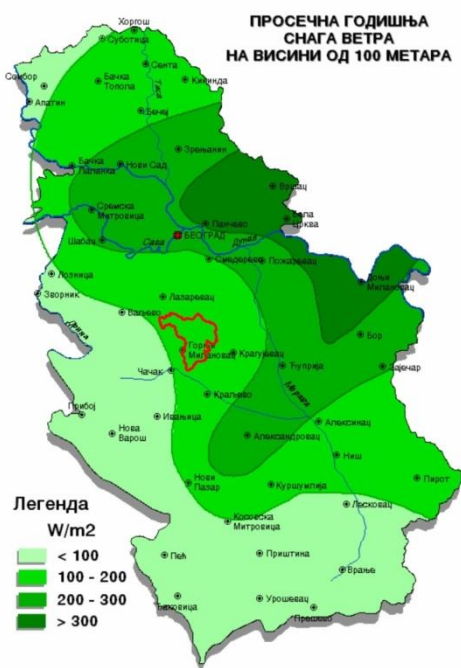 ПРОСЕЧНА ГОДИШЊА
СНАГА ВЕТРА
НА ВИСИНИ ОД 100 МЕТАРА
Хоргош
Суботица
Сента
Сомбор
Бачка
Топола
Кикинда
Тиса
Апатин
Бечеј
Зрењанин
Бачка
Паланка
Нови Сад
Вршац
Сремска
Митровица
Панчево
Бела
Црква
Шабац
Сава
БЕОГРАД
Дунав
Смедерево
Пожаревац
Лозница
Доњи
Милановац
Зворник
Лазаревац
Ваљево
Дрина
Бор
Горњи
Милановац
Крагујевац
Зајечар
Чачак
Ћуприја
Морава
Краљево
Прибој
Ивањица
Нова
Варош
Александровац
Алексинац
Ниш
Нови
Пазар
Куршумлија
Пирот
Лесковац
Косовска
Митровица
Пећ
Приштина
Врање
Ђаковица
Урошевац
Прешево
Легенда
W/m2
< 100
100 - 200
200 - 300
> 300